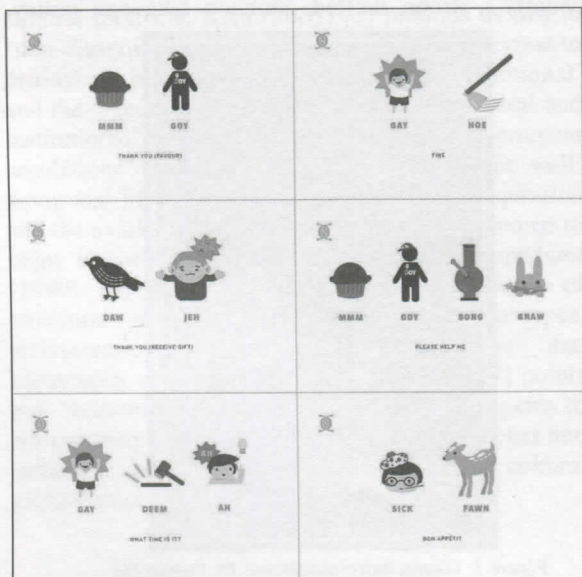 MMM GOY
THANK YOU (FAVOUR)
GAY HOE
FINE
DAW JEH
THANK YOU (RECEIVE GIFT)
MMM GOY BONG GNAW
PLEASE HELP ME
GAY DEEM AH
WHAT TIME IS IT?
SICK FAWN
BON APPÉTIT